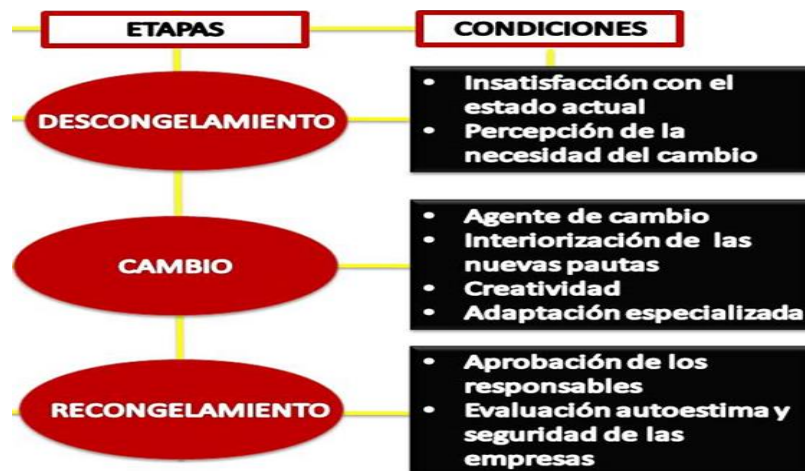 ETAPAS
CONDICIONES
DESCONGELAMIENTO
• Insatisfacción con el
estado actual
• Percepción de la
necesidad del cambio
CAMBIO
• Agente de cambio
• Interiorización de las
nuevas pautas
• Creatividad
• Adaptación especializada
RECONGELAMIENTO
• Aprobación de los
responsables
• Evaluación autoestima y
seguridad de las
empresas